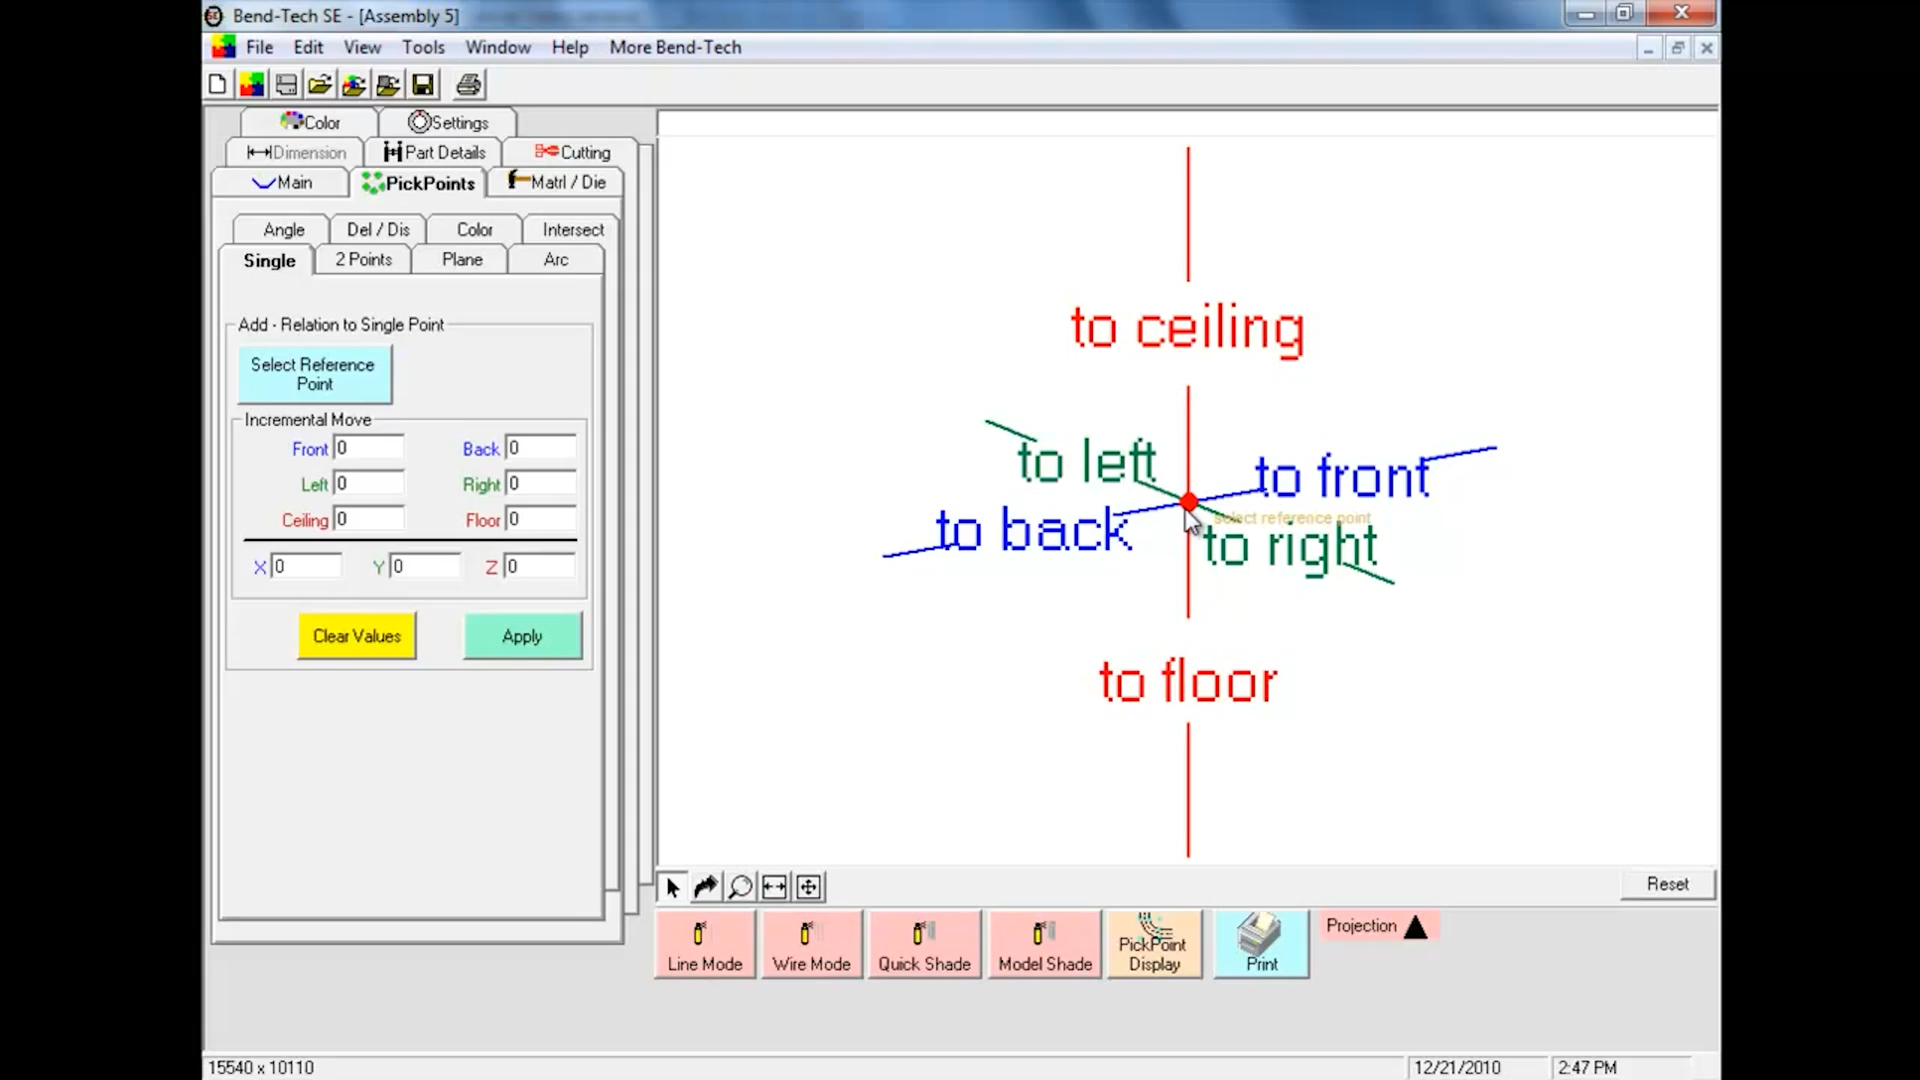 Bend-Tech SE - [Assembly 5]
File Edit View Tools Window Help More Bend-Tech
Color Settings
Dimension Part Details Cutting
Main PickPoints Matrl / Die
Angle Del / Dis Color Intersect
Single 2 Points Plane Arc
Add - Relation to Single Point
Select Reference
Point
Incremental Move
Front 0 Back 0
Left 0 Right 0
Ceiling 0 Floor 0
X 0 Y 0 Z 0
Clear Values Apply
to ceiling
to left
to front
to back
select reference point
to right
to floor
Reset
Line Mode Wire Mode Quick Shade Model Shade PickPoint
Display Print Projection
15540 x 10110 12/21/2010 2:47 PM